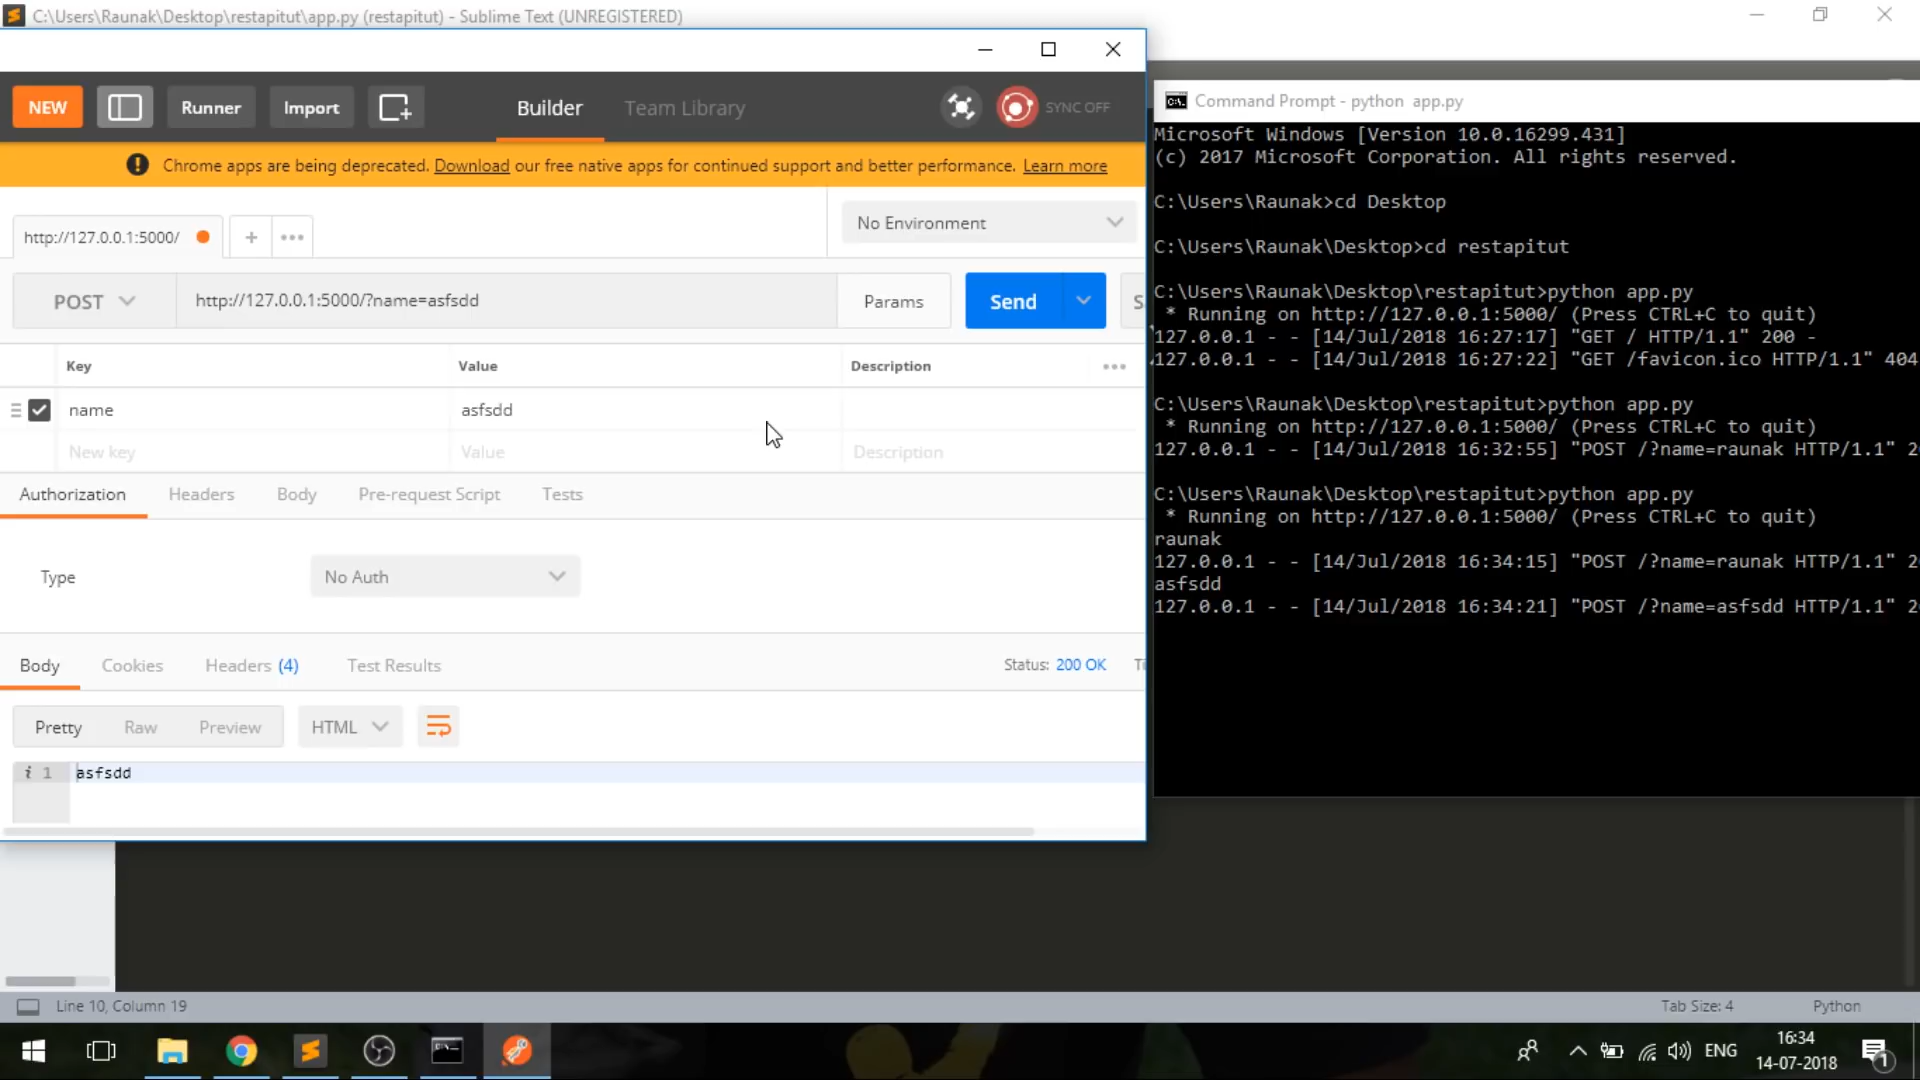 C:\Users\Raunak\Desktop\restapitut\app.py (restapitut) - Sublime Text (UNREGISTERED)
NEW
Runner
Import
Builder
Team Library
SYNC OFF
Chrome apps are being deprecated. Download our free native apps for continued support and better performance. Learn more
http://127.0.0.1:5000/
No Environment
POST
http://127.0.0.1:5000/?name=asfsdd
Params
Send
S
Key
Value
Description
name
asfsdd
New key
Value
Description
Authorization
Headers
Body
Pre-request Script
Tests
Type
No Auth
Body
Cookies
Headers (4)
Test Results
Status: 200 OK
Ti
Pretty
Raw
Preview
HTML
i 1
asfsdd
Command Prompt - python  app.py
Microsoft Windows [Version 10.0.16299.431]
(c) 2017 Microsoft Corporation. All rights reserved.
C:\Users\Raunak>cd Desktop
C:\Users\Raunak\Desktop>cd restapitut
C:\Users\Raunak\Desktop\restapitut>python app.py
* Running on http://127.0.0.1:5000/ (Press CTRL+C to quit)
127.0.0.1 - - [14/Jul/2018 16:27:17] "GET / HTTP/1.1" 200 -
127.0.0.1 - - [14/Jul/2018 16:27:22] "GET /favicon.ico HTTP/1.1" 404
C:\Users\Raunak\Desktop\restapitut>python app.py
* Running on http://127.0.0.1:5000/ (Press CTRL+C to quit)
127.0.0.1 - - [14/Jul/2018 16:32:55] "POST /?name=raunak HTTP/1.1" 2
C:\Users\Raunak\Desktop\restapitut>python app.py
* Running on http://127.0.0.1:5000/ (Press CTRL+C to quit)
raunak
127.0.0.1 - - [14/Jul/2018 16:34:15] "POST /?name=raunak HTTP/1.1" 2
asfsdd
127.0.0.1 - - [14/Jul/2018 16:34:21] "POST /?name=asfsdd HTTP/1.1" 2
Line 10, Column 19
Tab Size: 4
Python
ENG
16:34
14-07-2018
1